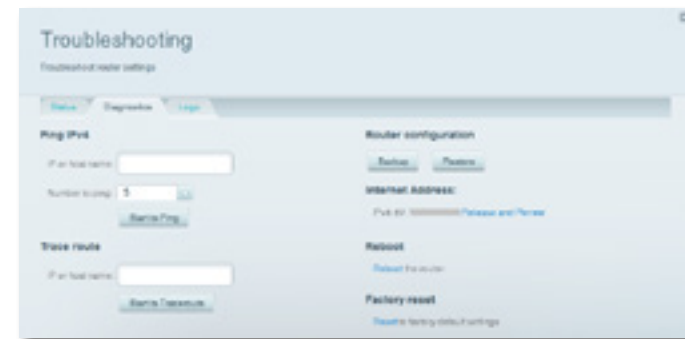 Troubleshooting
Troubleshoot router settings
Status
Diagnostics
Logs
Ping IPv4
IP or host name:
Number to ping: 5
Start to Ping
Trace route
IP or host name:
Start to Traceroute
Router configuration
Backup
Restore
Internet Address:
Release and Renew
Reboot
Reboot the router
Factory reset
Reset to factory default settings